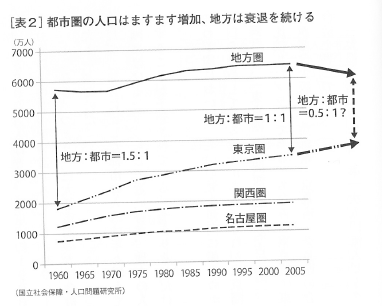 [表2]都市圏の人口はますます増加、地方は衰退を続ける
(万人)
7000
6000
5000
4000
3000
2000
1000
0
地方圏
地方:都市=1.5:1
地方:都市=1:1
地方:都市
=0.5:1?
東京圏
関西圏
名古屋圏
1960 1965 1970 1975 1980 1985 1990 1995 2000 2005
(国立社会保障・人口問題研究所)